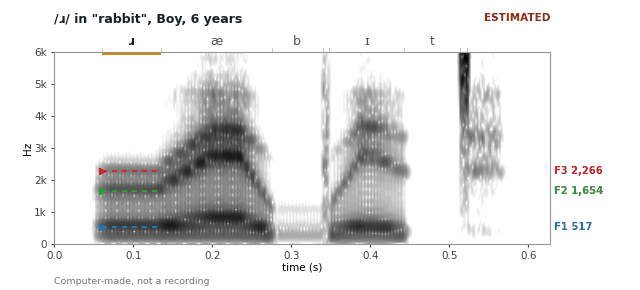 /ɹ/ in "rabbit", Boy, 6 years
ESTIMATED
ɹ æ b ɪ t
6k
5k
4k
3k
2k
1k
0
Hz
F3 2,266
F2 1,654
F1 517
0.0 0.1 0.2 0.3 0.4 0.5 0.6
time (s)
Computer-made, not a recording